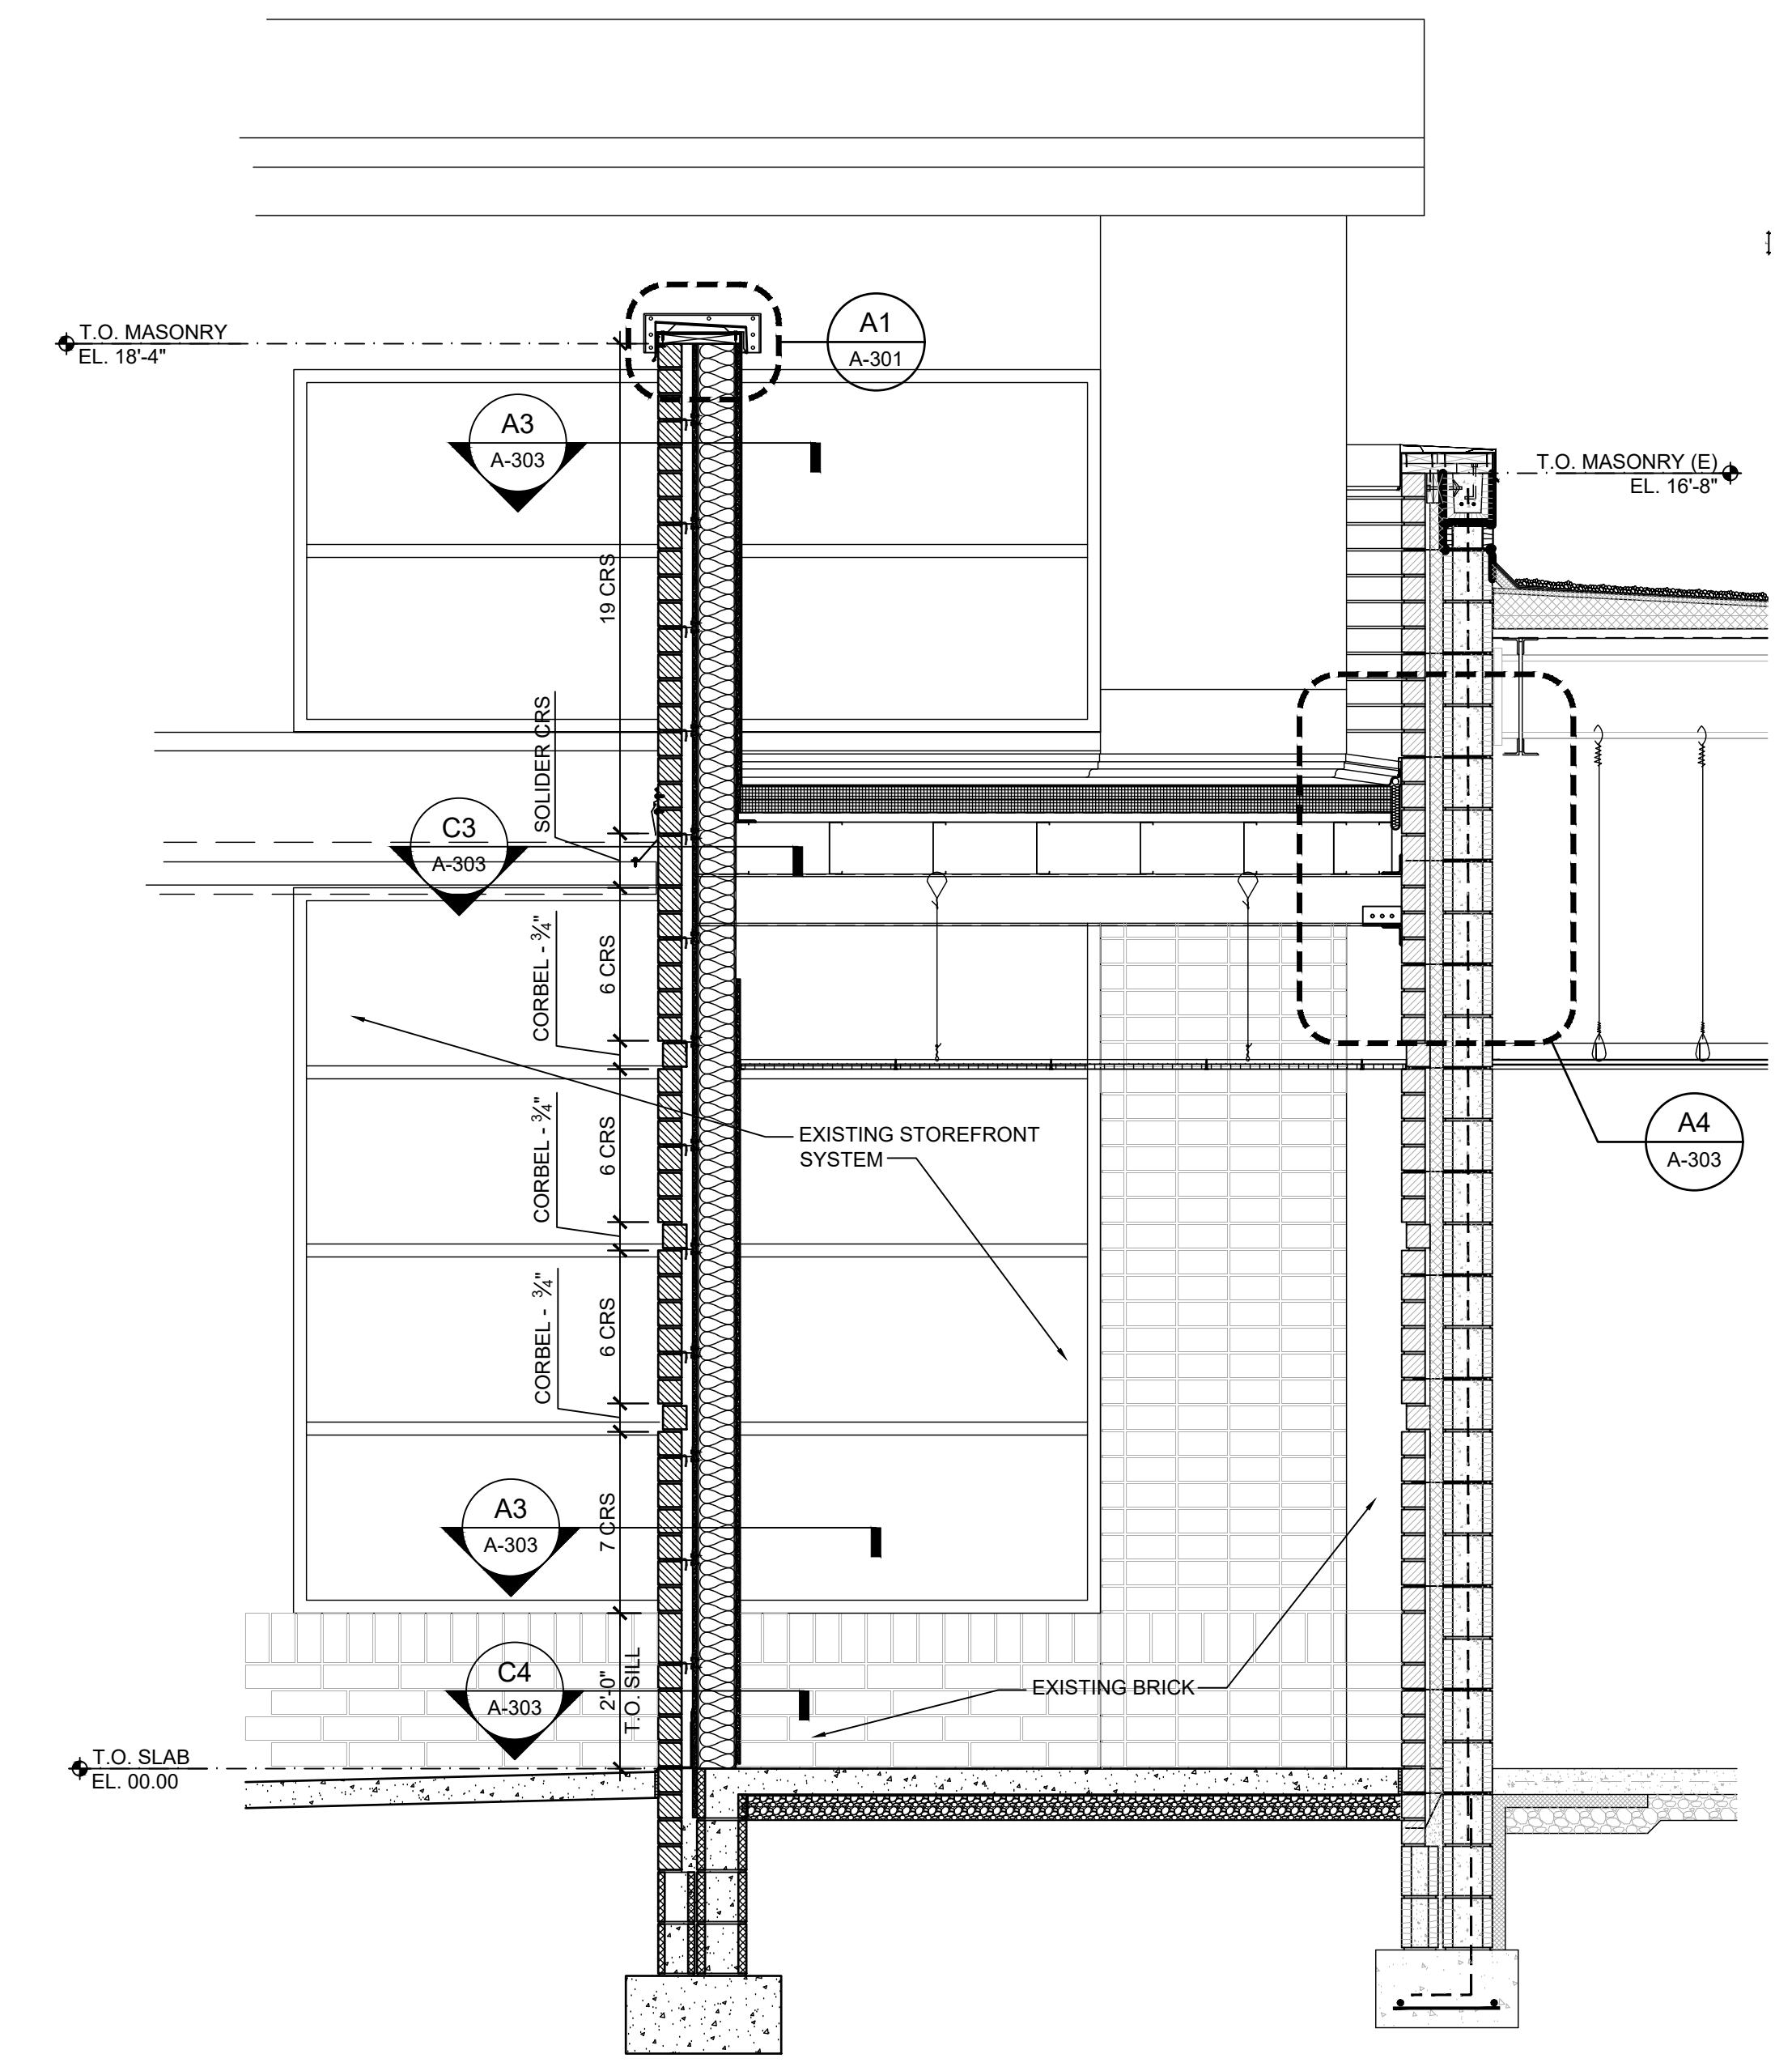 A1
A-301
T.O. MASONRY
EL. 18'-4"
A3
A-303
T.O. MASONRY (E)
EL. 16'-8"
19 CRS
SOLIDER CRS
C3
A-303
CORBEL - ¾"
6 CRS
CORBEL - ¾"
6 CRS
EXISTING STOREFRONT
SYSTEM
A4
A-303
CORBEL - ¾"
6 CRS
A3
A-303
7 CRS
C4
A-303
2'-0"
T.O. SILL
EXISTING BRICK
T.O. SLAB
EL. 00.00